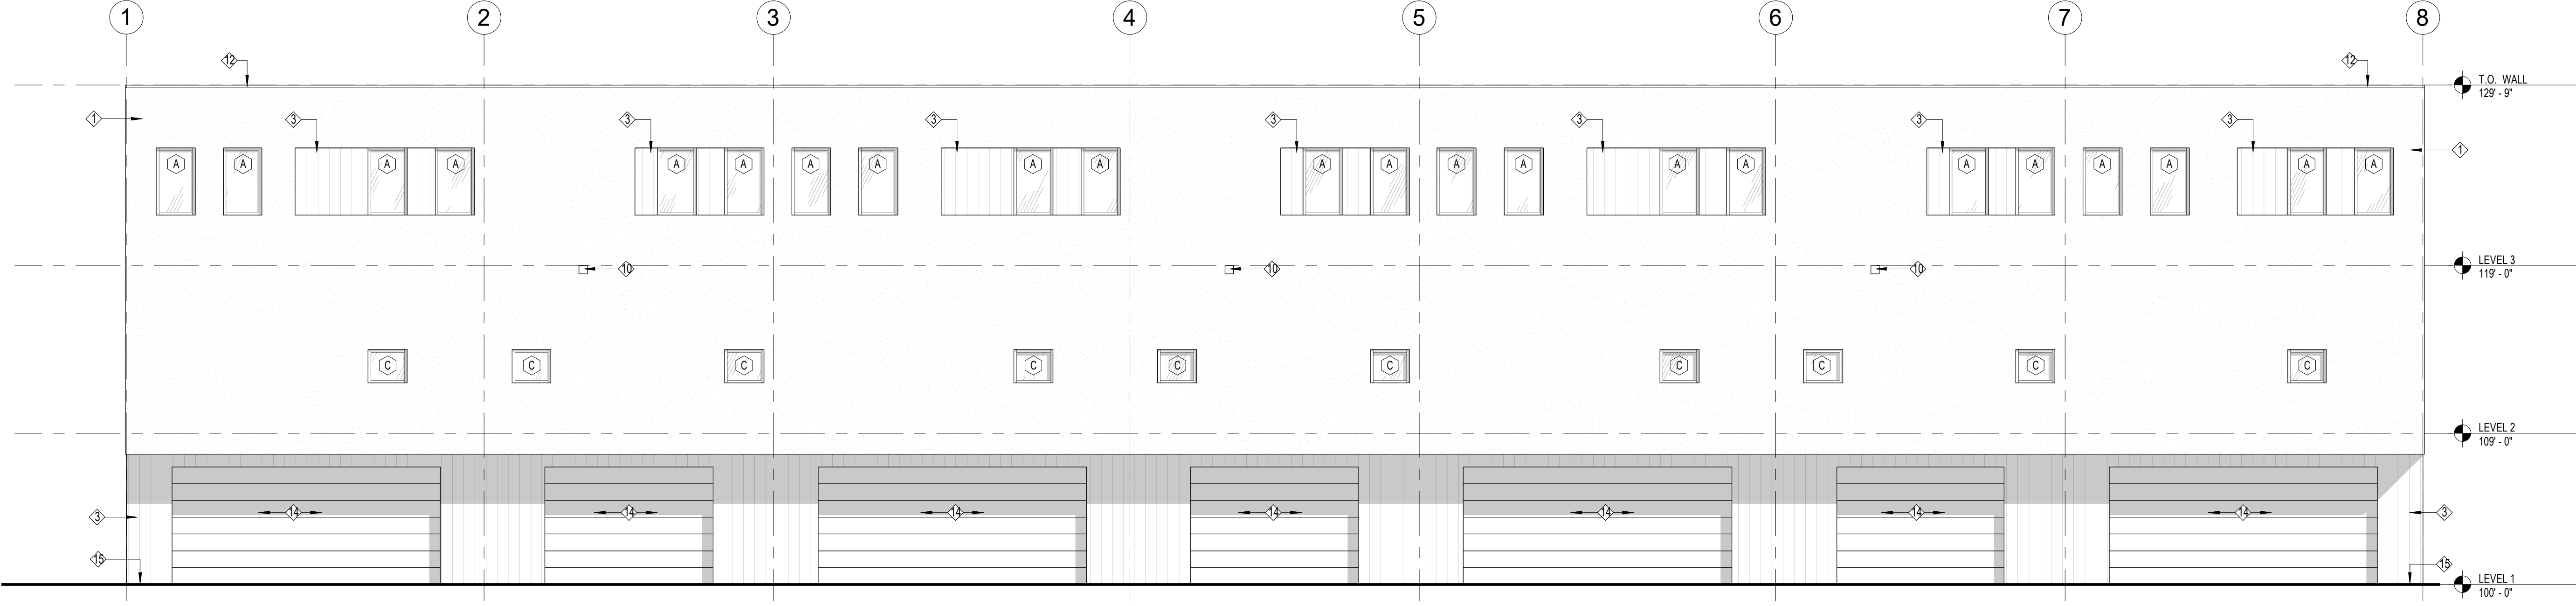 1 2 3 4 5 6 7 8
12 12
T.O. WALL
129' - 9"
1 3 3 3 3 3 3 3
1
A A A A A A A A A A A A A A A A A A A A A A
LEVEL 3
119' - 0"
10 10 10
C C C C C C C C C C
LEVEL 2
109' - 0"
3 14 14 14 14 14 14 14 3
15 15
LEVEL 1
100' - 0"